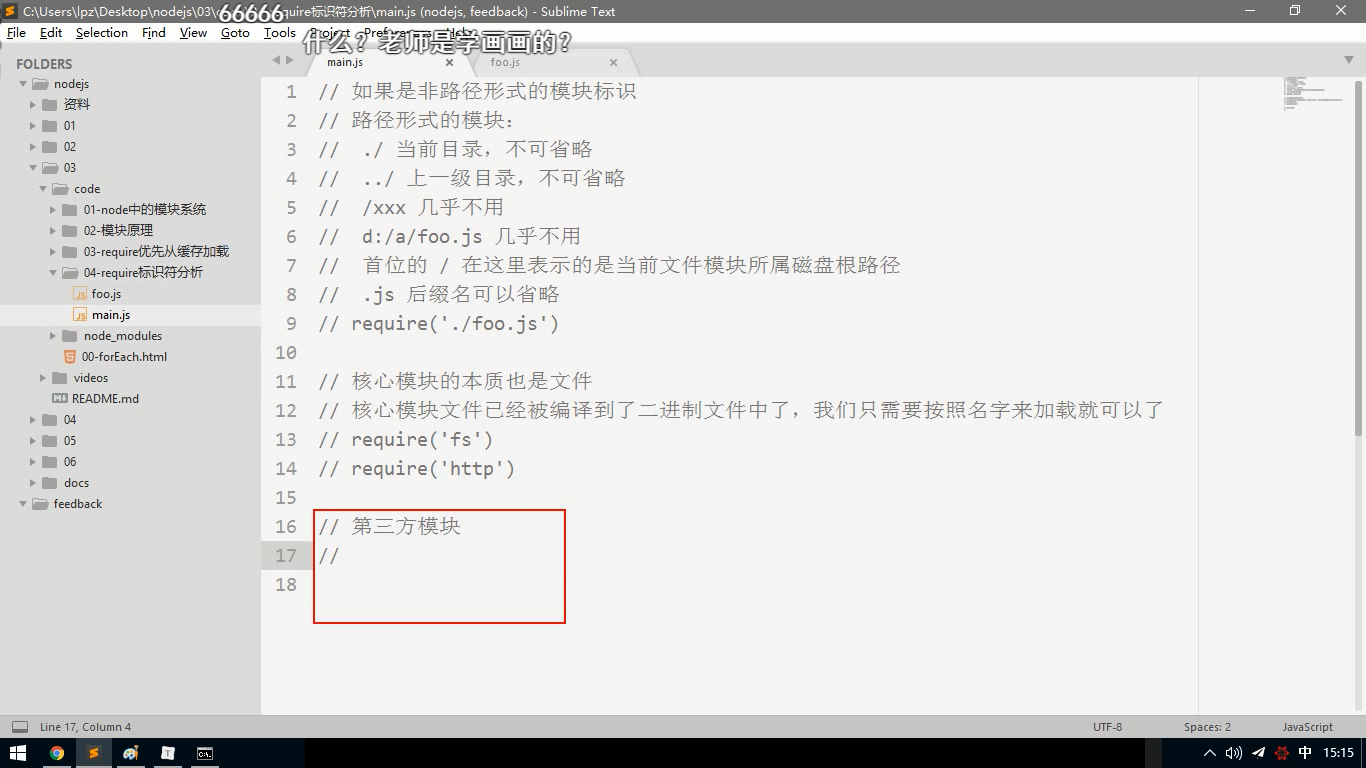 C:\Users\lpz\Desktop\nodejs\03\
66666
require标识符分析\main.js (nodejs, feedback) - Sublime Text
File Edit Selection Find View Goto Tools Project Preferences Help
什么？老师是学画画的？
FOLDERS
nodejs
资料
01
02
03
code
01-node中的模块系统
02-模块原理
03-require优先从缓存加载
04-require标识符分析
foo.js
main.js
node_modules
00-forEach.html
videos
README.md
04
05
06
docs
feedback
main.js
foo.js
1 // 如果是非路径形式的模块标识
2 // 路径形式的模块：
3 //  ./ 当前目录，不可省略
4 //  ../ 上一级目录，不可省略
5 //  /xxx 几乎不用
6 //  d:/a/foo.js 几乎不用
7 //  首位的 / 在这里表示的是当前文件模块所属磁盘根路径
8 //  .js 后缀名可以省略
9 // require('./foo.js')
10
11 // 核心模块的本质也是文件
12 // 核心模块文件已经被编译到了二进制文件中了，我们只需要按照名字来加载就可以了
13 // require('fs')
14 // require('http')
15
16 // 第三方模块
17 //
18
Line 17, Column 4
UTF-8
Spaces: 2
JavaScript
中
15:15